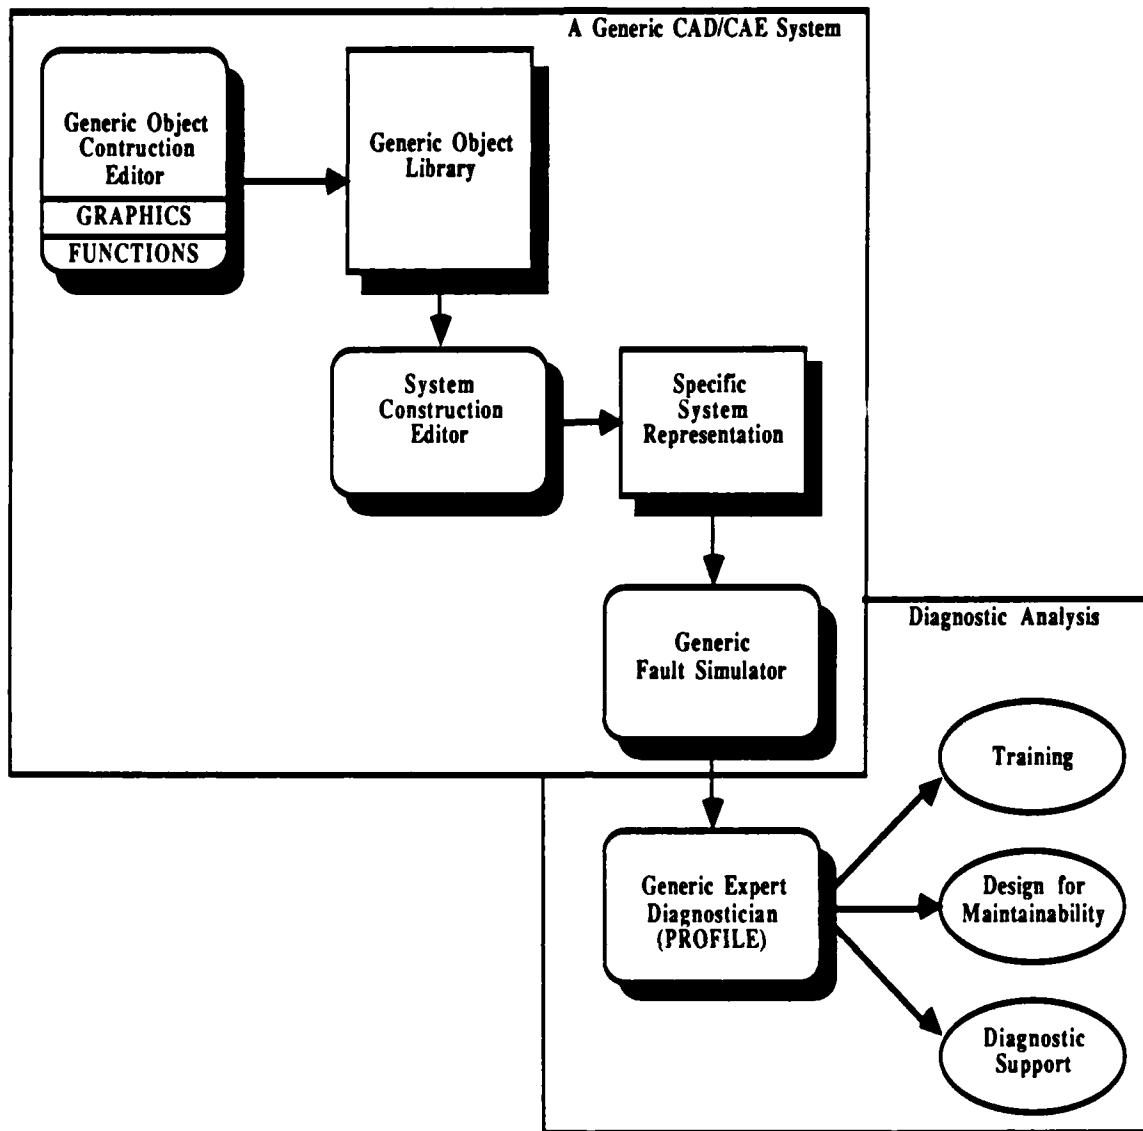 A Generic CAD/CAE System
Generic Object
Contruction
Editor
GRAPHICS
FUNCTIONS
Generic Object
Library
System
Construction
Editor
Specific
System
Representation
Generic
Fault Simulator
Diagnostic Analysis
Generic Expert
Diagnostician
(PROFILE)
Training
Design for
Maintainability
Diagnostic
Support